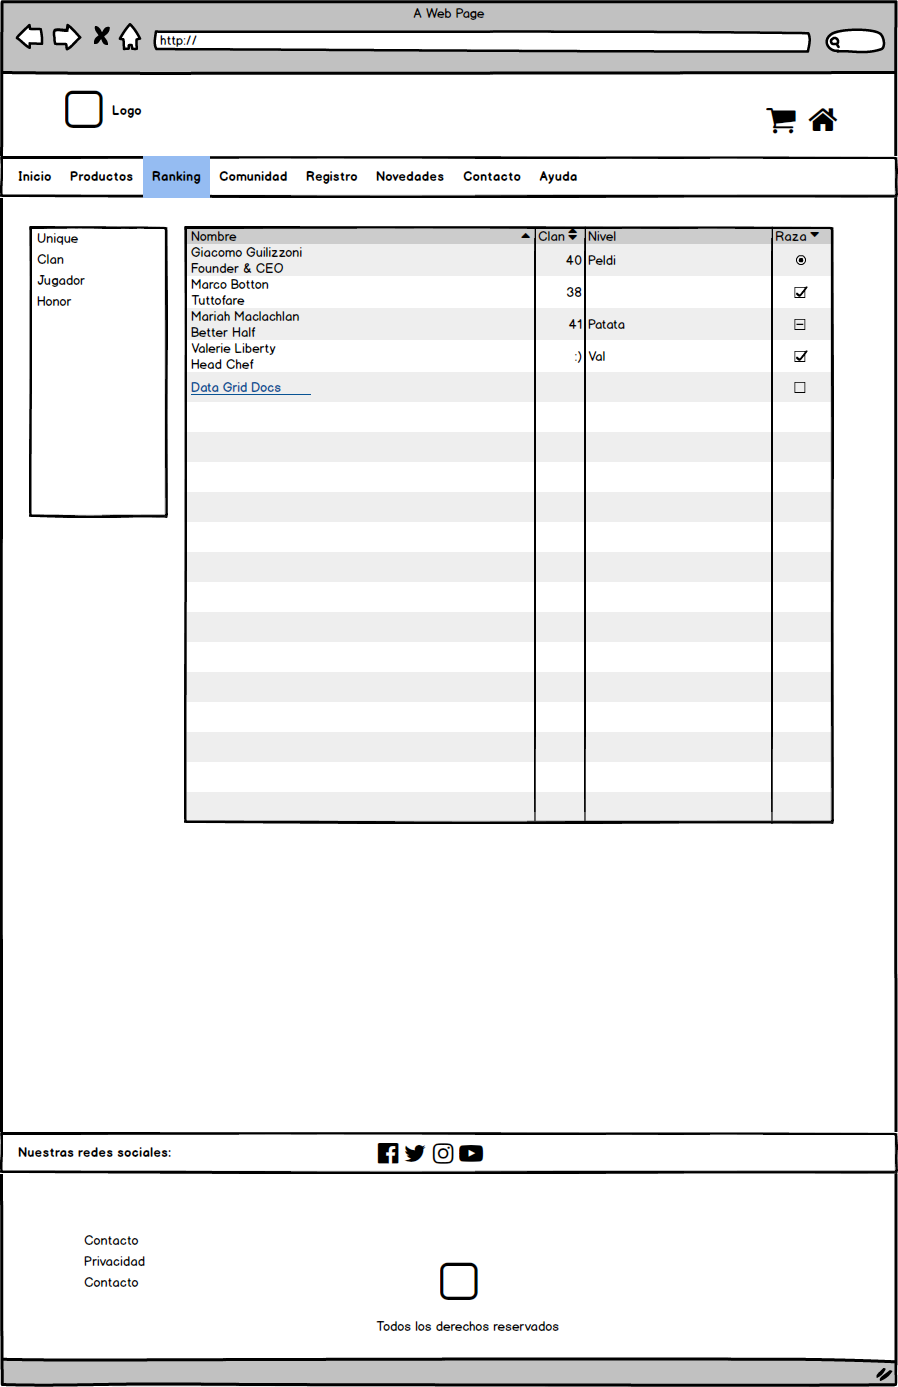 A Web Page
http://
Logo
Inicio Productos Ranking Comunidad Registro Novedades Contacto Ayuda
Unique
Clan
Jugador
Honor
Nombre Clan Nivel Raza
Giacomo Guilizzoni
Founder & CEO
40 Peldi
Marco Botton
Tuttofare
38
Mariah Maclachlan
Better Half
41 Patata
Valerie Liberty
Head Chef
:) Val
Data Grid Docs
Nuestras redes sociales:
Contacto
Privacidad
Contacto
Todos los derechos reservados